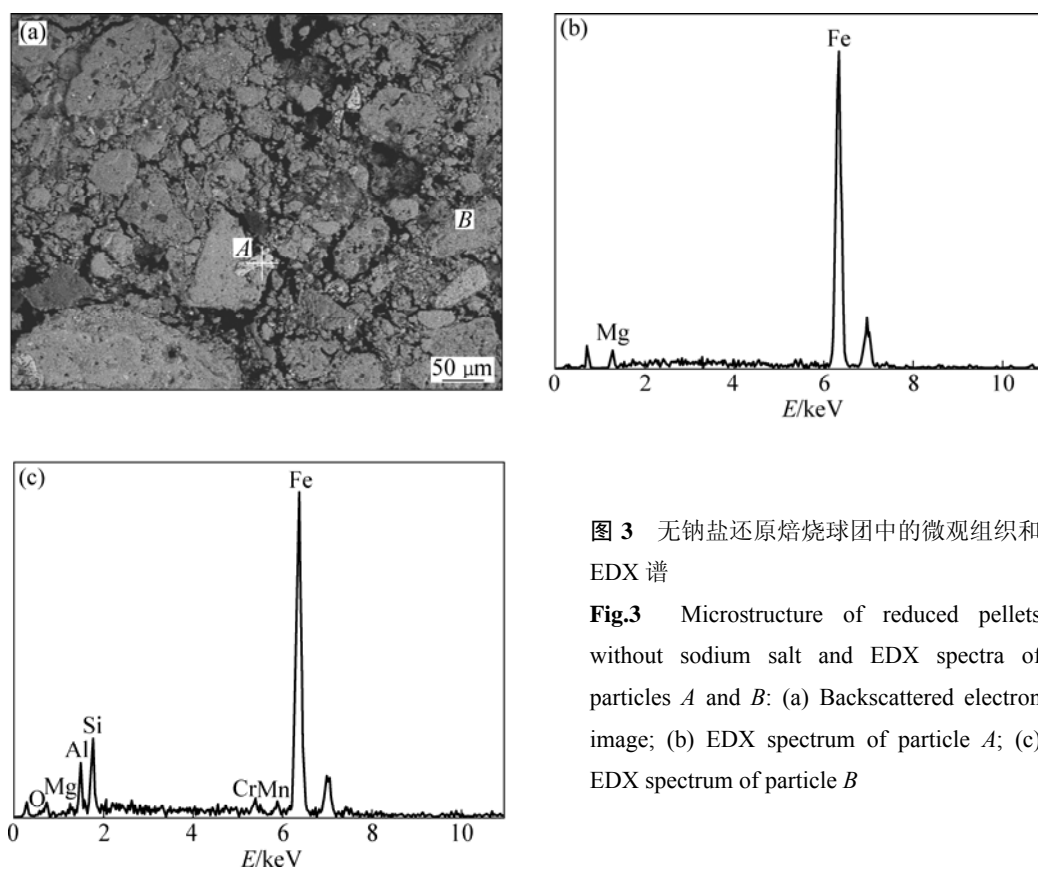 (a)
A
B
50 μm
(b)
Fe
Mg
0 2 4 6 8 10
E/keV
(c)
Fe
Si
Al
Mg
O
Cr Mn
0 2 4 6 8 10
E/keV
图 3 无钠盐还原焙烧球团中的微观组织和
EDX 谱
Fig.3 Microstructure of reduced pellets
without sodium salt and EDX spectra of
particles A and B: (a) Backscattered electron
image; (b) EDX spectrum of particle A; (c)
EDX spectrum of particle B